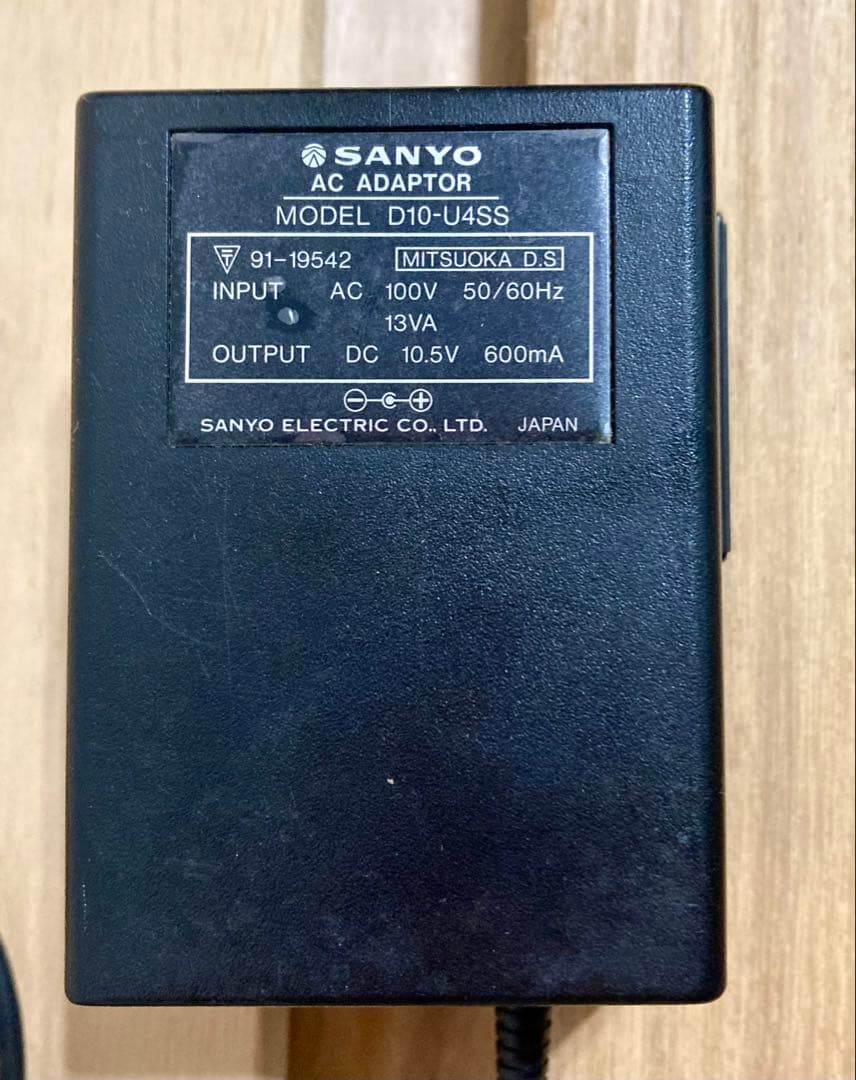 SANYO
AC ADAPTOR
MODEL D10-U4SS
91-19542 MITSUOKA D.S
INPUT AC 100V 50/60Hz
13VA
OUTPUT DC 10.5V 600mA
SANYO ELECTRIC CO., LTD. JAPAN